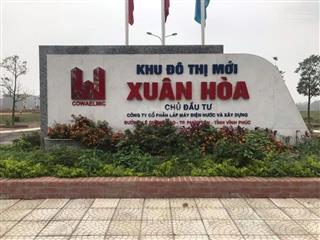 KHU ĐÔ THỊ MỚI
XUÂN HÒA
COWAELMIC
CHỦ ĐẦU TƯ
CÔNG TY CỔ PHẦN LẮP MÁY ĐIỆN NƯỚC VÀ XÂY DỰNG
TỈNH VĨNH PHÚC